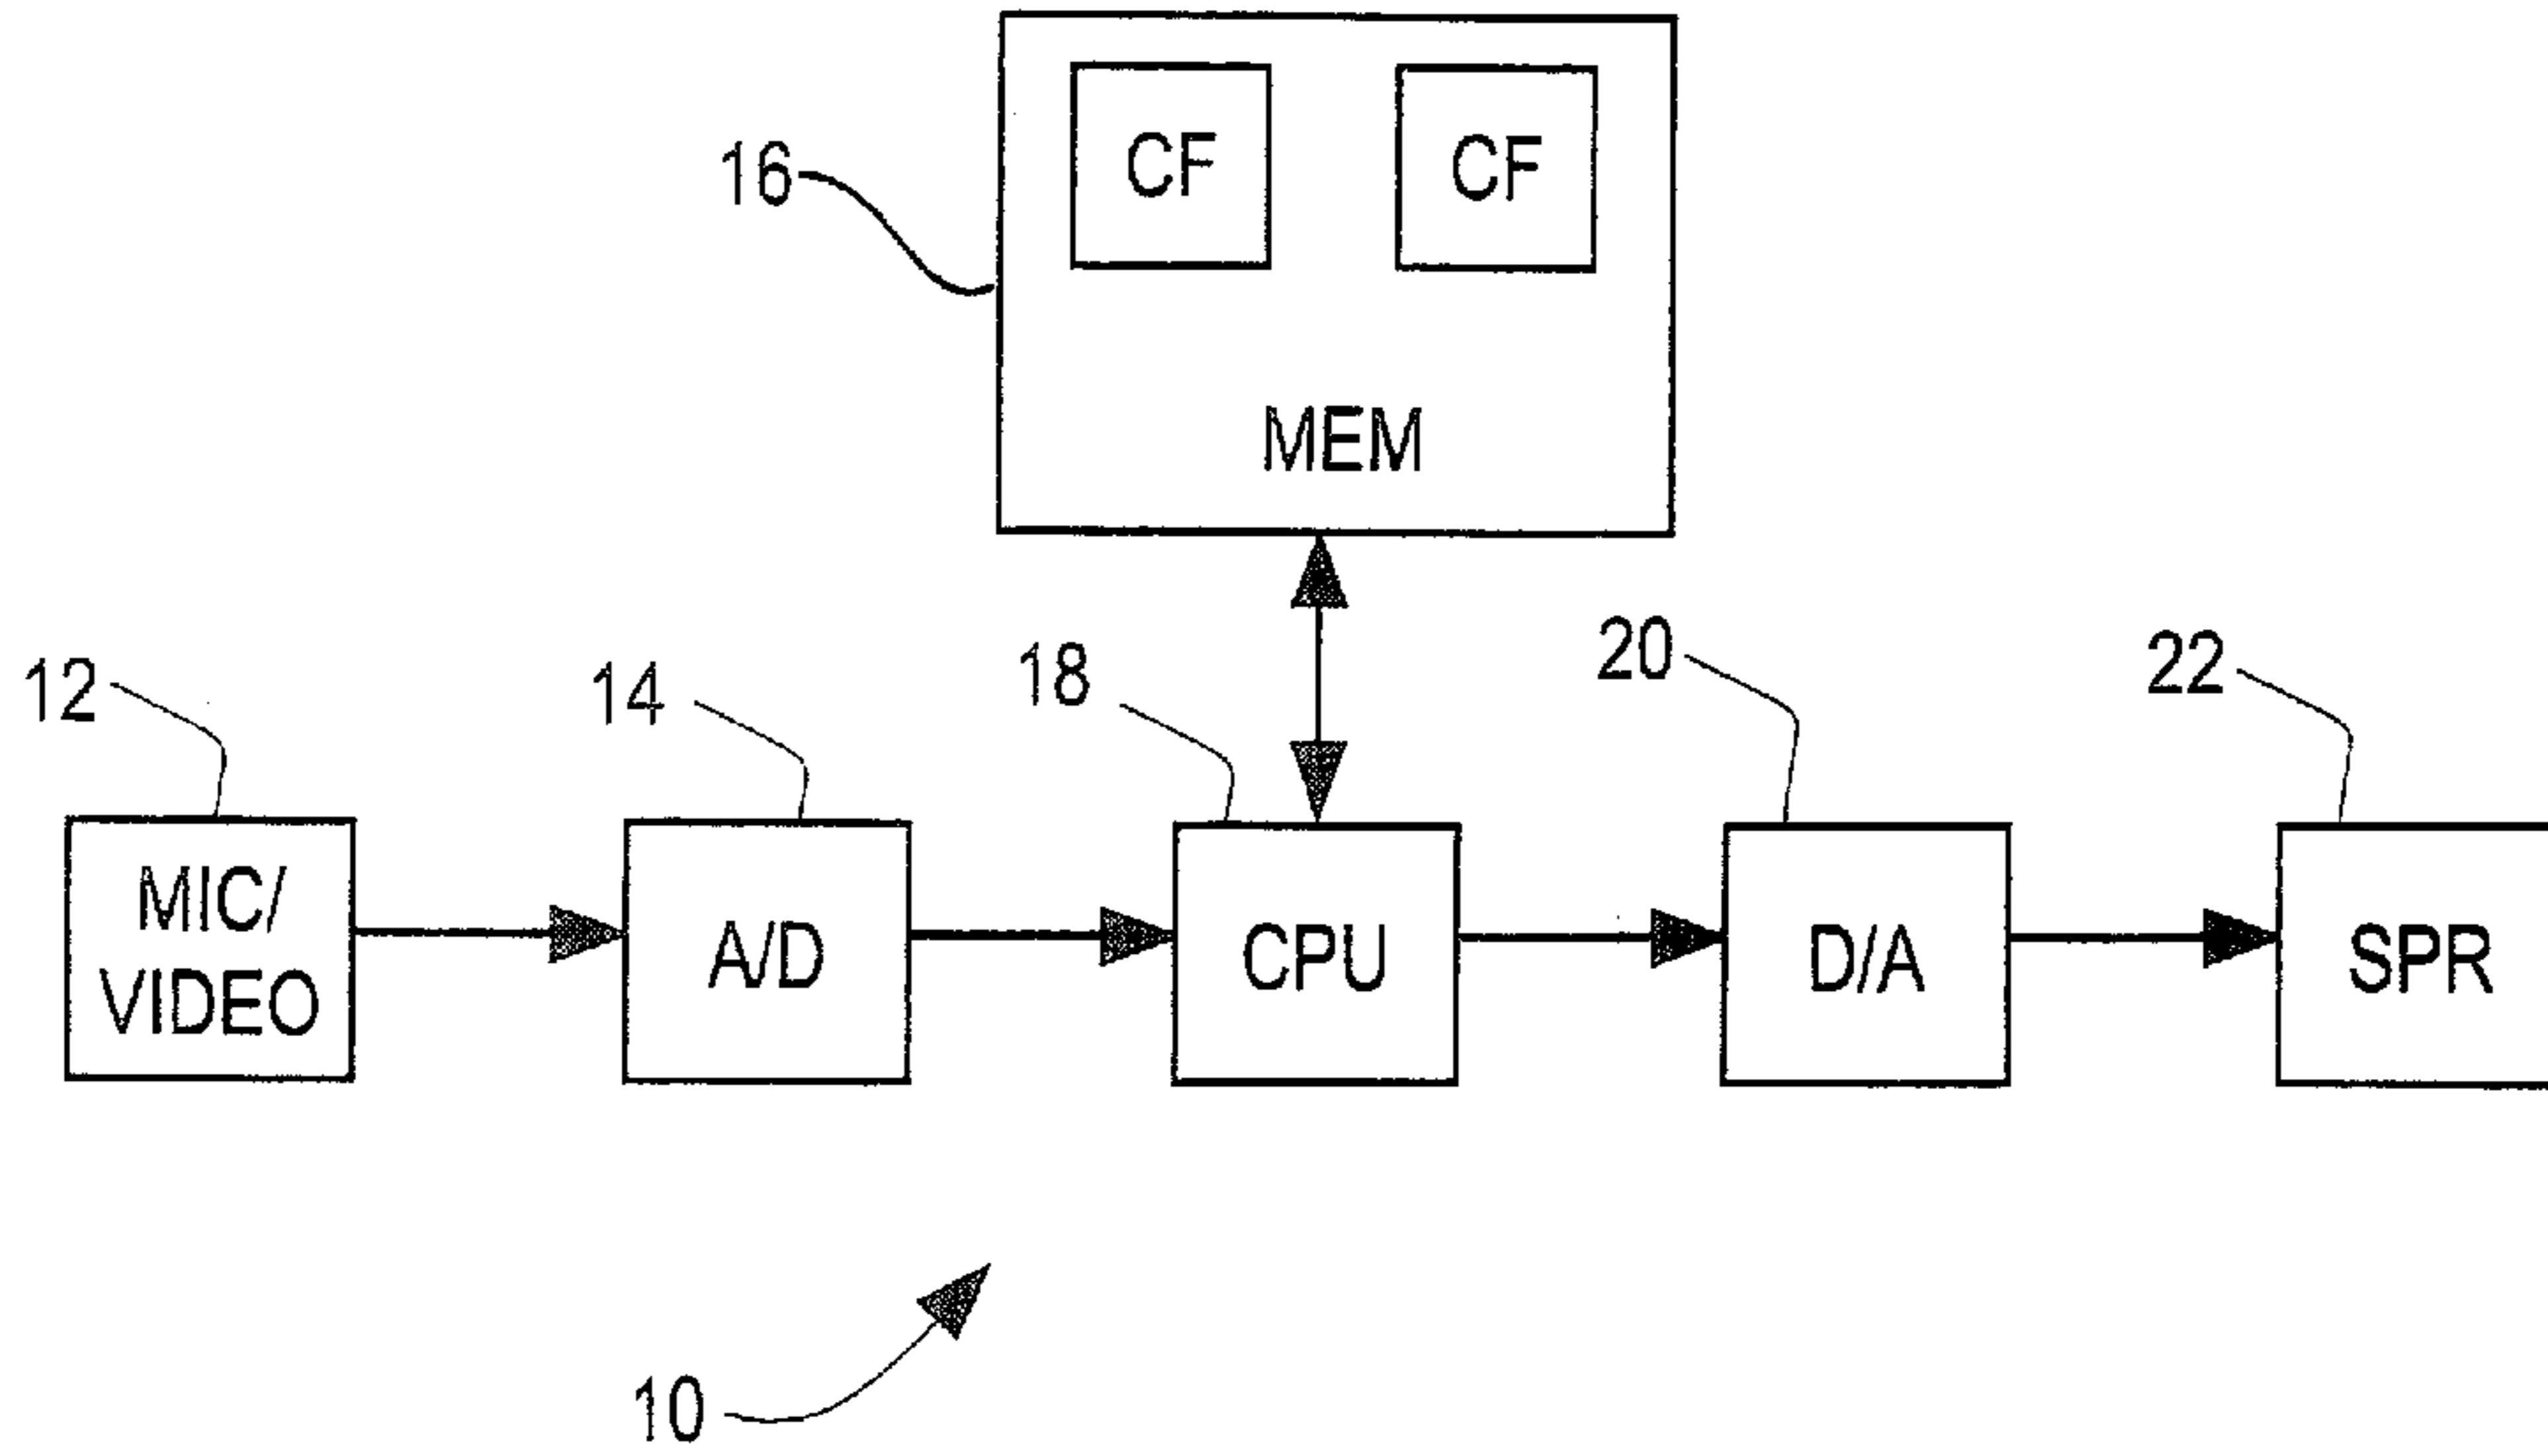 CF CF
16
MEM
12 14 18 20 22
MIC/
VIDEO
A/D
CPU
D/A
SPR
10